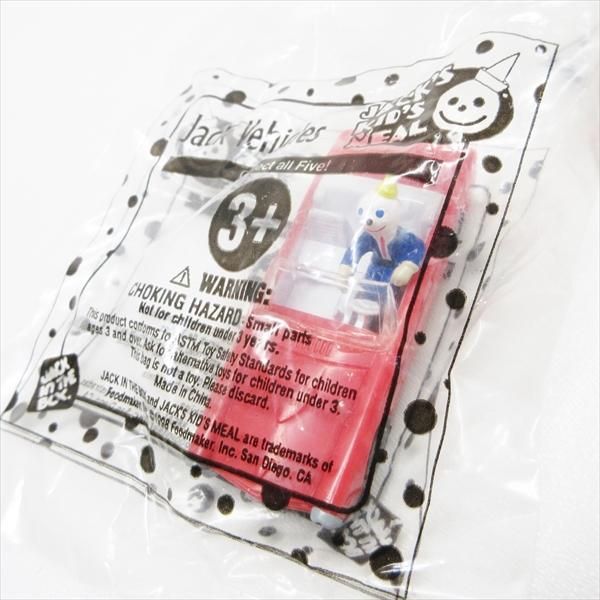 JACK'S
KID'S
MEAL
Jack Vehicles
Collect all Five!
3+
⚠ WARNING:
CHOKING HAZARD-Small parts
Not for children under 3 years.
This product conforms to ASTM Toy Safety Standards for children
ages 3 and over. Ask for alternative toys for children under 3.
This bag is not a toy. Please discard.
Made in China
JACK IN THE BOX and JACK'S KID'S MEAL are trademarks of
Foodmaker, Inc.
©1998 Foodmaker, Inc. San Diego, CA
JACK
IN THE
BOX